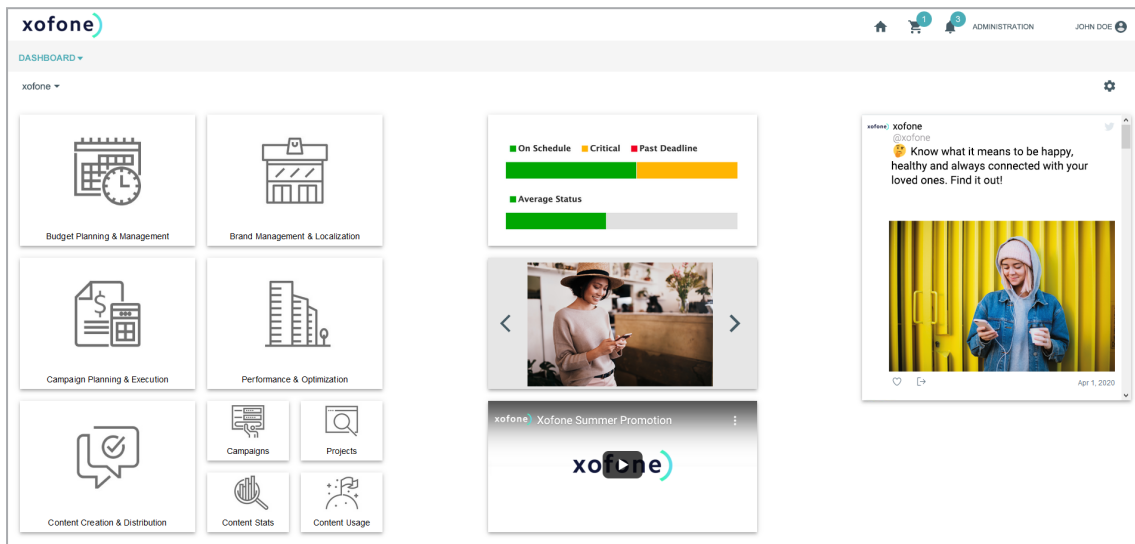 xofone
1
3
ADMINISTRATION
JOHN DOE
DASHBOARD
xofone
Budget Planning & Management
Brand Management & Localization
Campaign Planning & Execution
Performance & Optimization
Content Creation & Distribution
Campaigns
Projects
Content Stats
Content Usage
On Schedule Critical Past Deadline
Average Status
xofone Xofone Summer Promotion
xofone
xofone xofone
@xofone
🤔 Know what it means to be happy,
healthy and always connected with your
loved ones. Find it out!
Apr 1, 2020